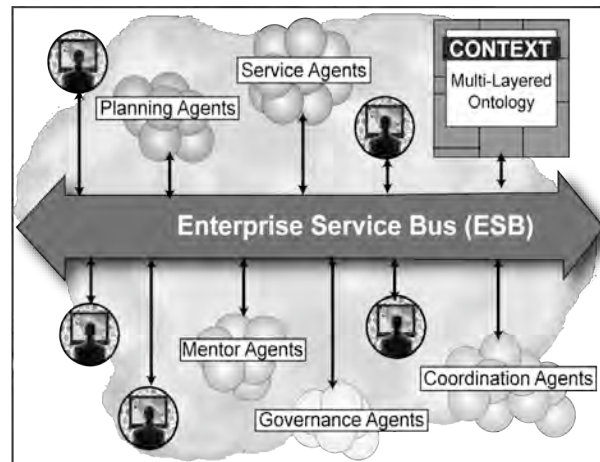 Service Agents
CONTEXT
Multi-Layered
Ontology
Planning Agents
Enterprise Service Bus (ESB)
Mentor Agents
Coordination Agents
Governance Agents